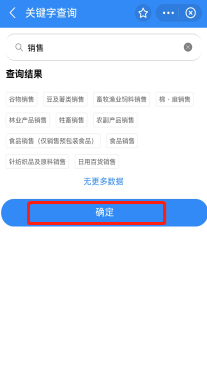 关键字查询
销售
查询结果
谷物销售 豆及薯类销售 畜牧渔业饲料销售 棉、麻销售
林业产品销售 牲畜销售 农副产品销售
食品销售（仅销售预包装食品） 食品销售
针纺织品及原料销售 日用百货销售
无更多数据
确定